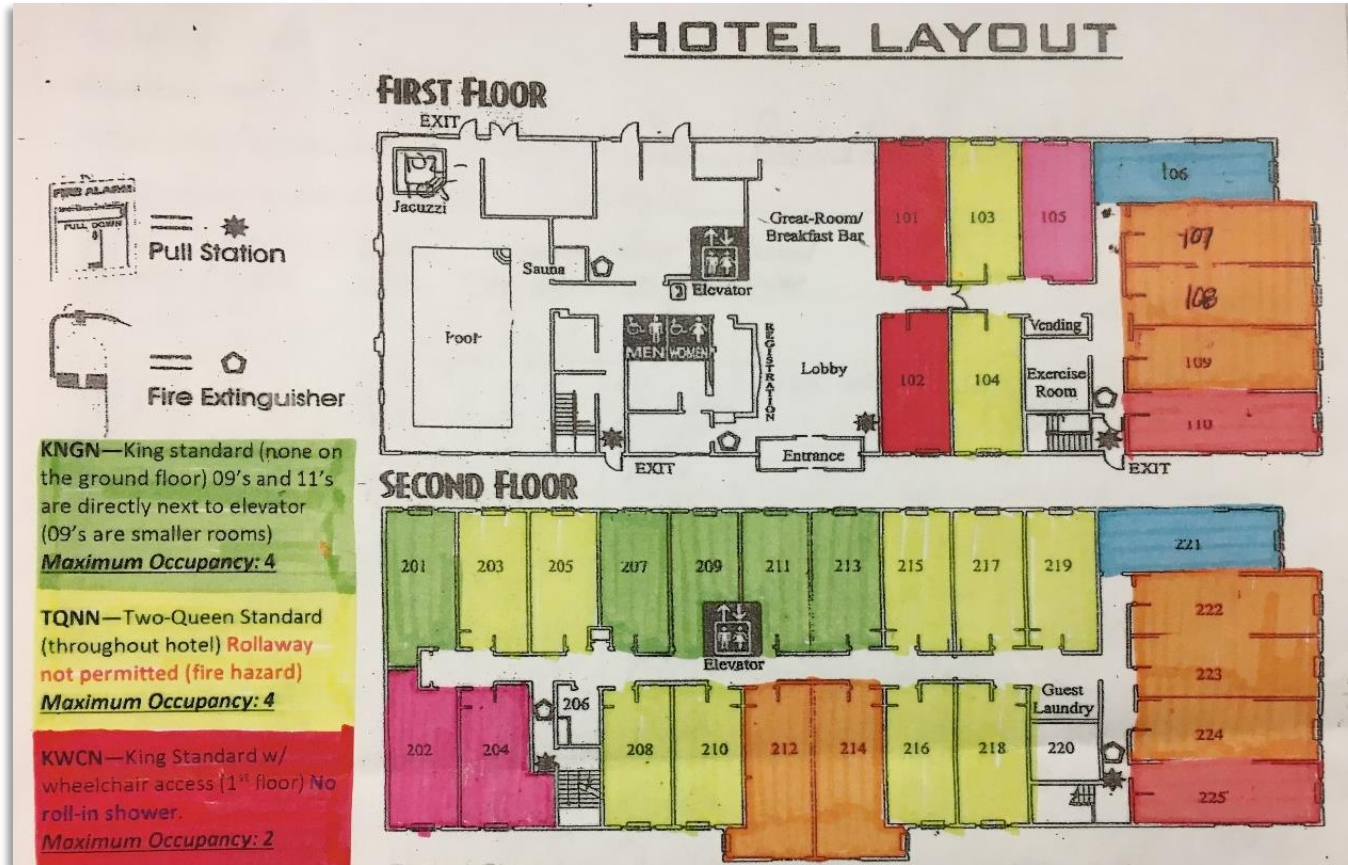 HOTEL LAYOUT
FIRST FLOOR
EXIT
FIRE ALARM
PULL DOWN
Pull Station
Fire Extinguisher
Jacuzzi
Pool
Sauna
Elevator
MEN WOMEN
REGISTRATION
Great-Room/
Breakfast Bar
Lobby
Entrance
EXIT
101
103
105
106
107
108
109
110
102
104
Vending
Exercise
Room
EXIT
KNGN—King standard (none on
the ground floor) 09's and 11's
are directly next to elevator
(09's are smaller rooms)
Maximum Occupancy: 4
TQNN—Two-Queen Standard
(throughout hotel) Rollaway
not permitted (fire hazard)
Maximum Occupancy: 4
KWCN—King Standard w/
wheelchair access (1st floor) No
roll-in shower.
Maximum Occupancy: 2
SECOND FLOOR
201
203
205
207
209
211
213
215
217
219
221
Elevator
222
223
224
225
202
204
206
208
210
212
214
216
218
Guest
Laundry
220